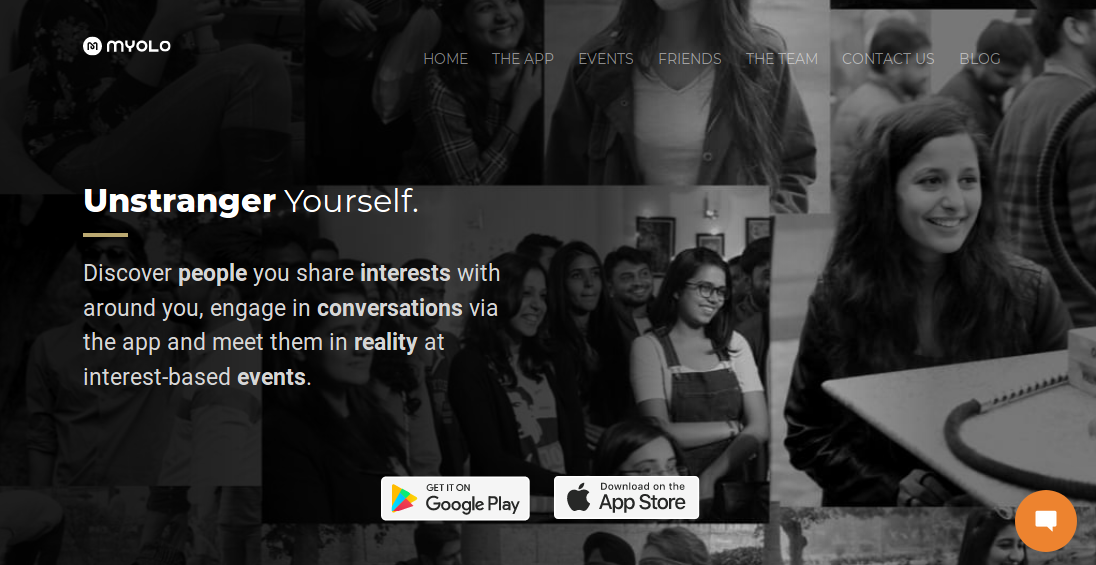 MYOLO
HOME THE APP EVENTS FRIENDS THE TEAM CONTACT US BLOG
Unstranger Yourself.
Discover people you share interests with
around you, engage in conversations via
the app and meet them in reality at
interest-based events.
GET IT ON
Google Play
Download on the
App Store